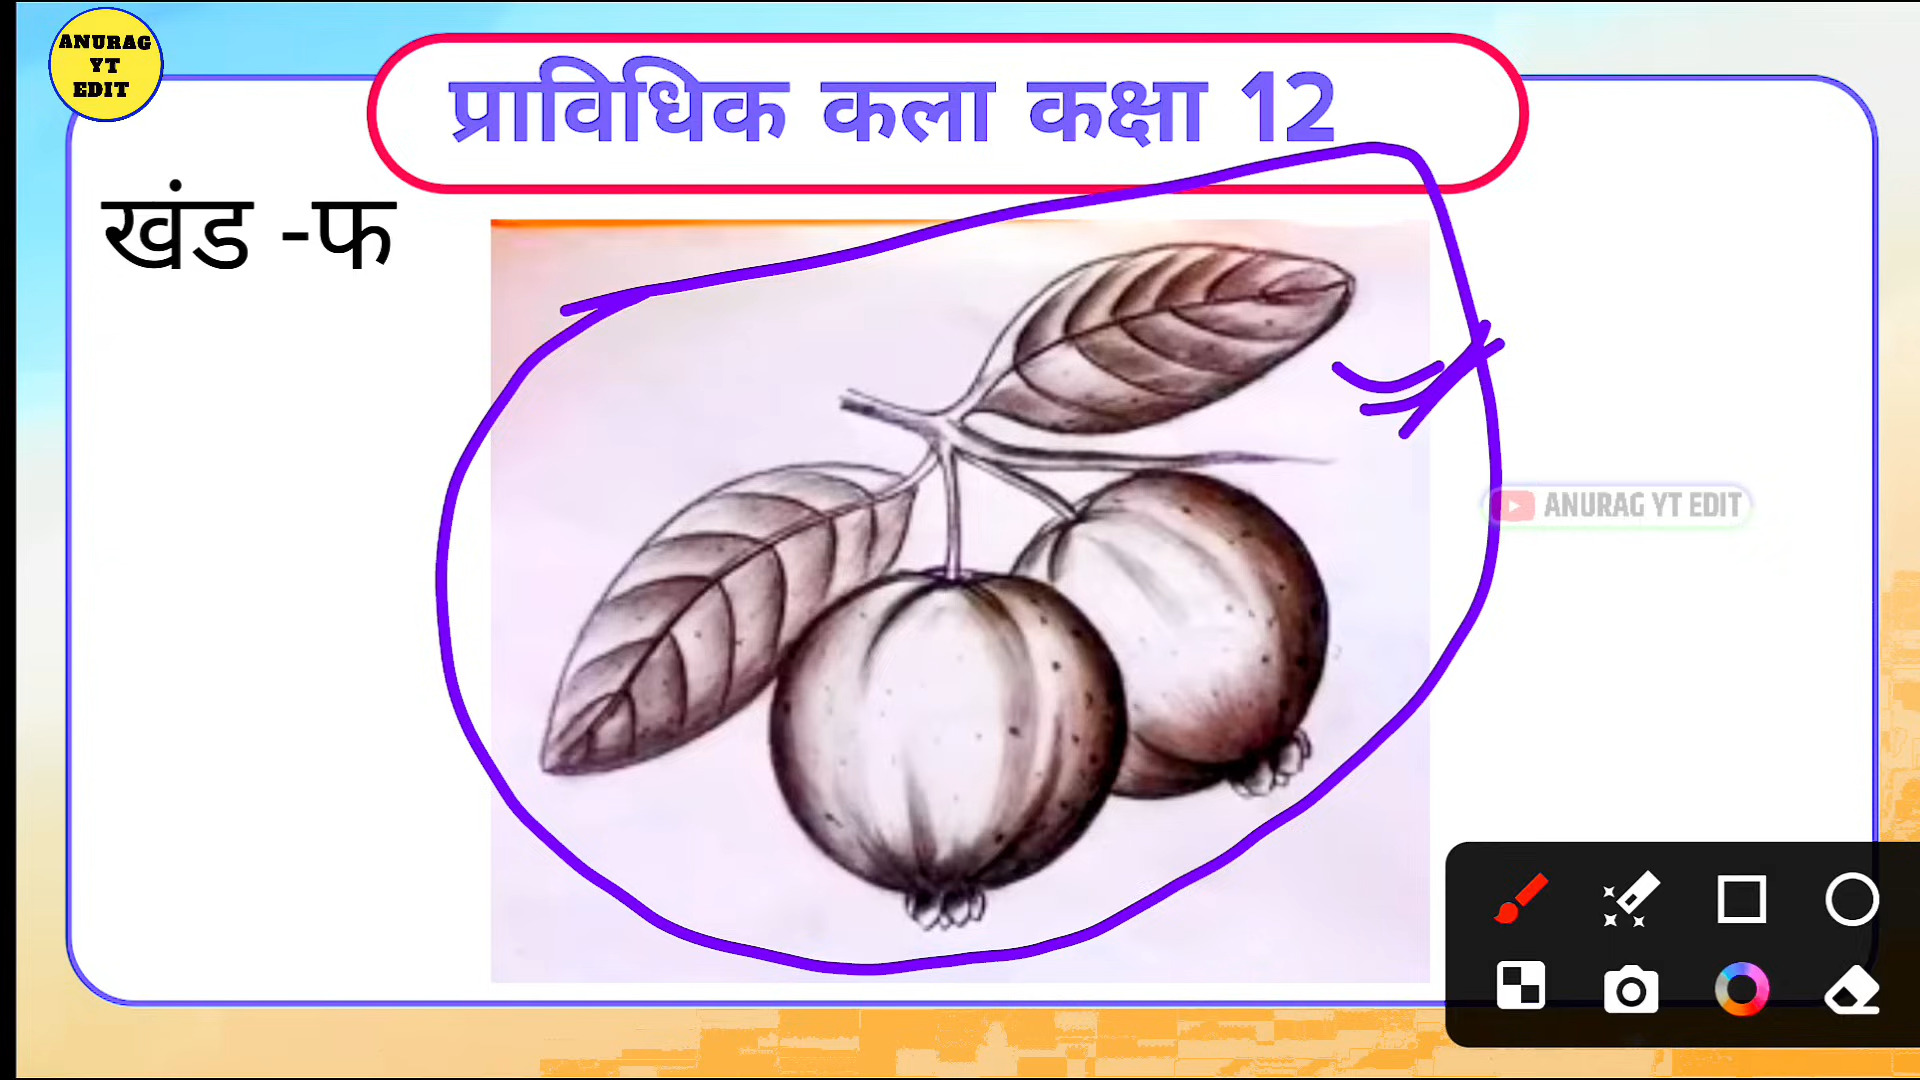 ANURAG
YT
EDIT
प्राविधिक कला कक्षा 12
खंड -फ
ANURAG YT EDIT